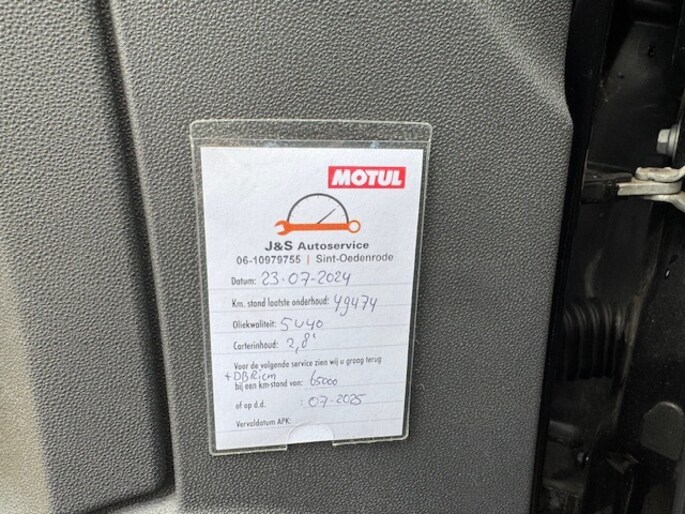 MOTUL
J&S Autoservice
06-10979755 | Sint-Oedenrode
Datum: 23-07-2024
Km. stand laatste onderhoud: 49474
Oliekwaliteit: 5W40
Carterinhoud: 2,8
Voor de volgende service zien wij u graag terug
+DBRiem
bij een km-stand van: 65000
of op d.d. : 07-2025
Vervaldatum APK: